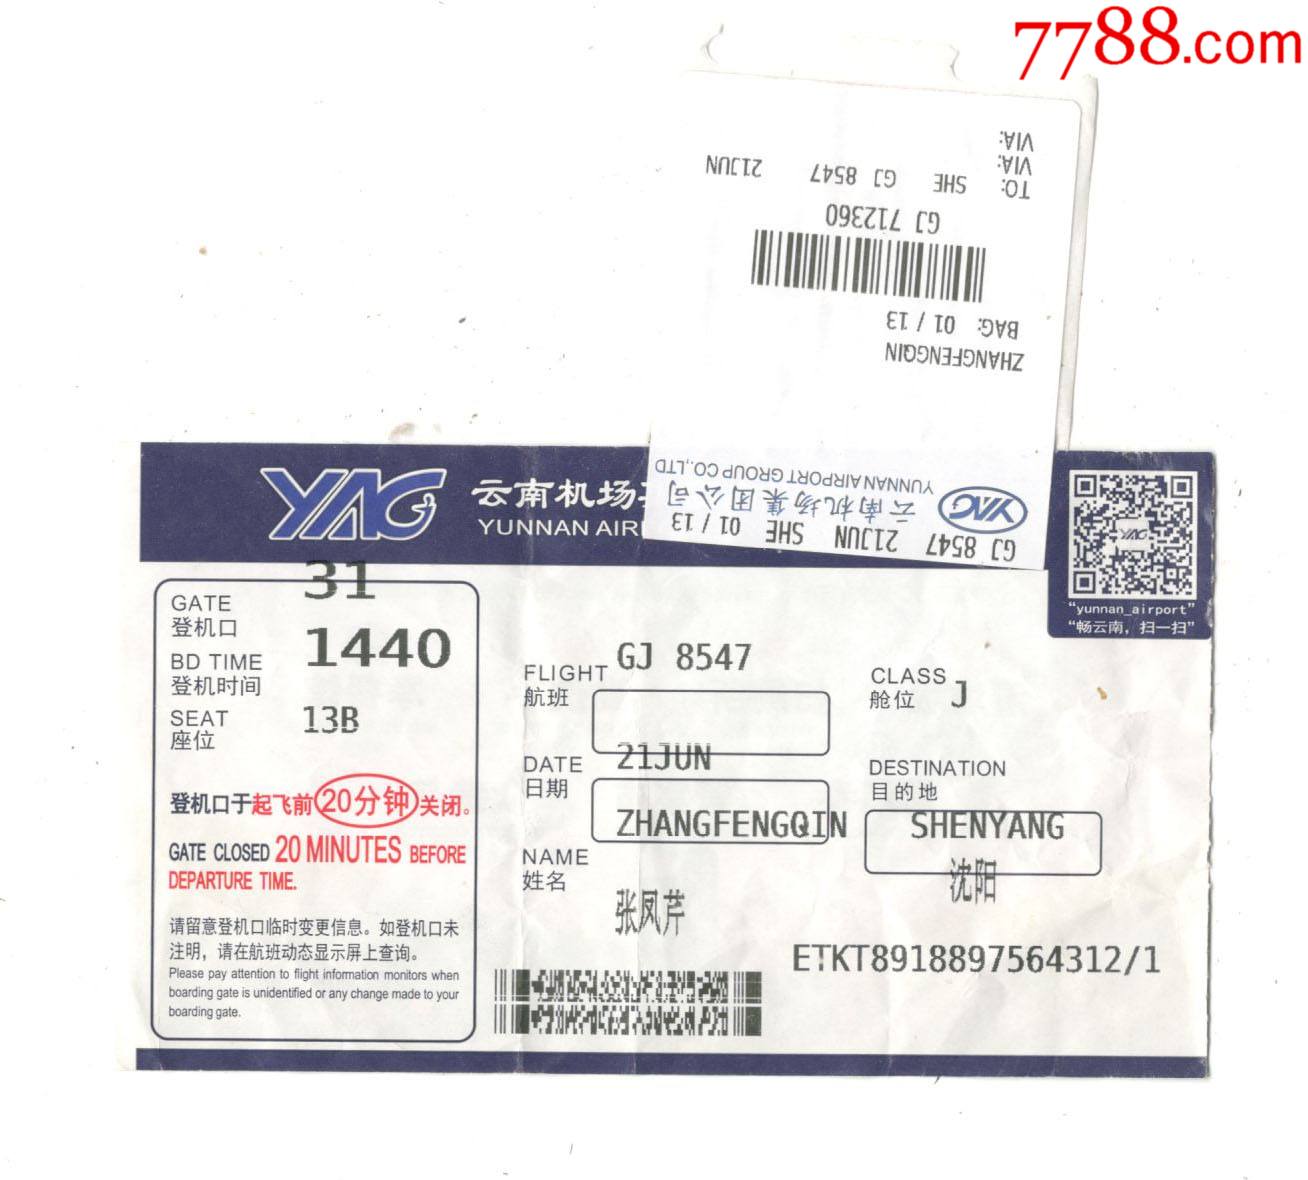 7788.com
VIA:
VIA:
TO: SHE GJ 8547 21JUN
GJ 712360
BAG: 01 / 13
ZHANGFENGQIN
YUNNAN AIRPORT GROUP CO.,LTD
云南机场集团公司
YAG
GJ 8547 21JUN SHE 01 / 13
YAG
云南机场
YUNNAN AIR
YAG
"yunnan_airport"
"畅云南，扫一扫"
GATE 31
登机口
BD TIME 1440
登机时间
SEAT 13B
座位
登机口于起飞前20分钟关闭。
GATE CLOSED 20 MINUTES BEFORE
DEPARTURE TIME.
请留意登机口临时变更信息。如登机口未
注明，请在航班动态显示屏上查询。
Please pay attention to flight information monitors when
boarding gate is unidentified or any change made to your
boarding gate.
FLIGHT GJ 8547
航班
CLASS J
舱位
DATE 21JUN
日期
DESTINATION
目的地
ZHANGFENGQIN
SHENYANG
沈阳
NAME
姓名
张凤芹
ETKT8918897564312/1